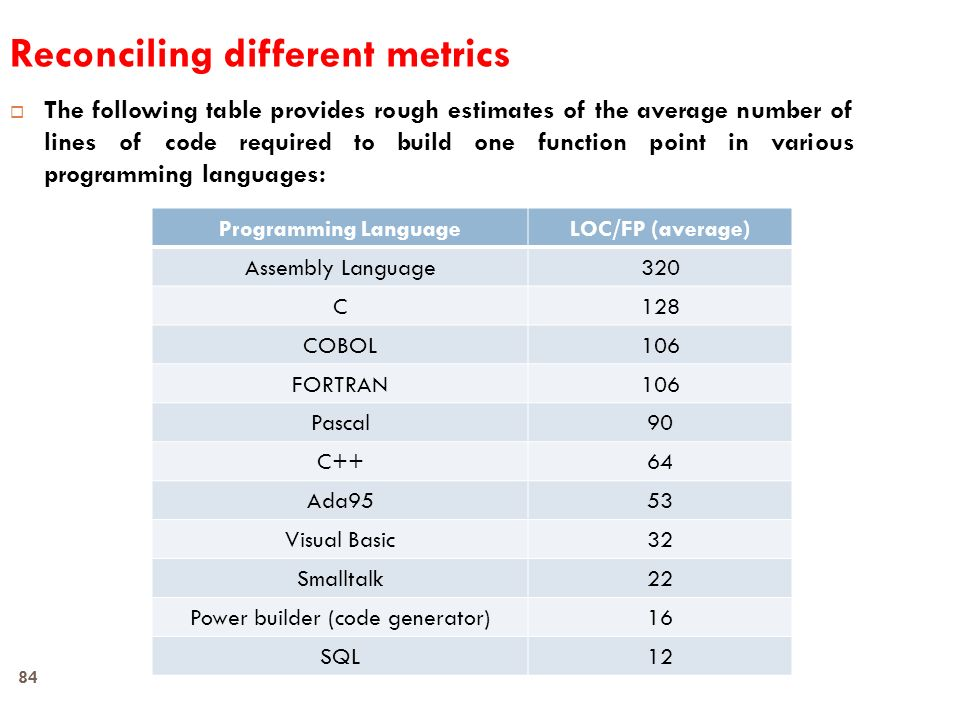 Reconciling different metrics
The following table provides rough estimates of the average number of
lines of code required to build one function point in various
programming languages:
Programming Language LOC/FP (average)
Assembly Language 320
C 128
COBOL 106
FORTRAN 106
Pascal 90
C++ 64
Ada95 53
Visual Basic 32
Smalltalk 22
Power builder (code generator) 16
SQL 12
84